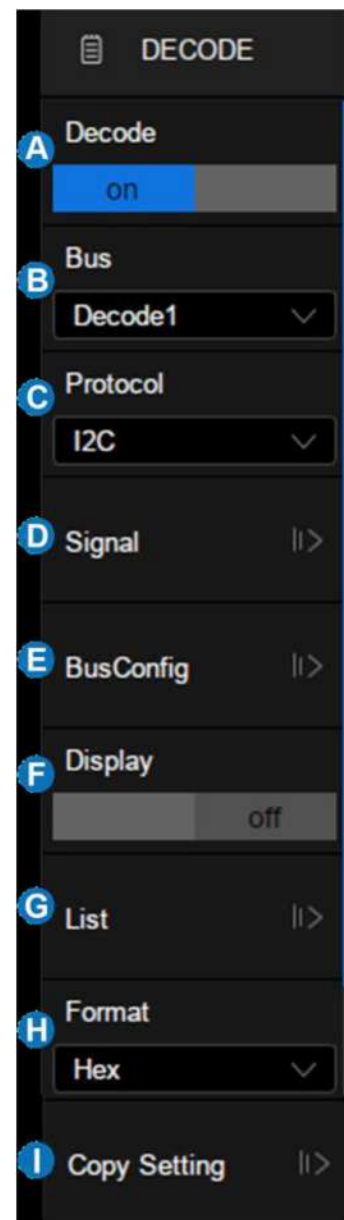 DECODE
A Decode
on
B Bus
Decode1
C Protocol
I2C
D Signal
E BusConfig
F Display
off
G List
H Format
Hex
I Copy Setting